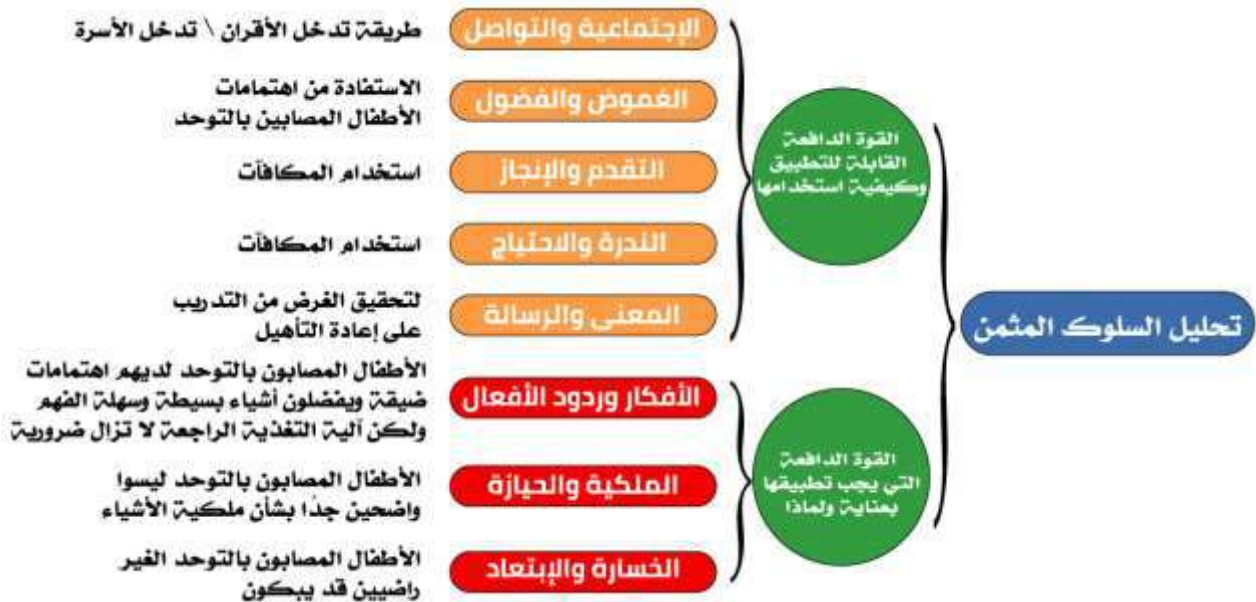 تحليل السلوك المثمن
القوة الدافعة
القابلة للتطبيق
وكيفية استخدامها
الإجتماعية والتواصل
طريقة تدخل الأقران \ تدخل الأسرة
الغموض والفضول
الاستفادة من اهتمامات
الأطفال المصابين بالتوحد
التقدم والإنجاز
استخدام المكافآت
الندرة والاحتياج
استخدام المكافآت
المعنى والرسالة
لتحقيق الغرض من التدريب
على إعادة التأهيل
القوة الدافعة
التي يجب تطبيقها
بعناية ولماذا
الأفكار وردود الأفعال
الأطفال المصابون بالتوحد لديهم اهتمامات
ضيقة ويفضلون أشياء بسيطة وسهلة الفهم
ولكن آلية التغذية الراجعة لا تزال ضرورية
الملكية والحيازة
الأطفال المصابون بالتوحد ليسوا
واضحين جدًا بشأن ملكية الأشياء
الخسارة والإبتعاد
الأطفال المصابون بالتوحد الغير
راضيين قد يبكون